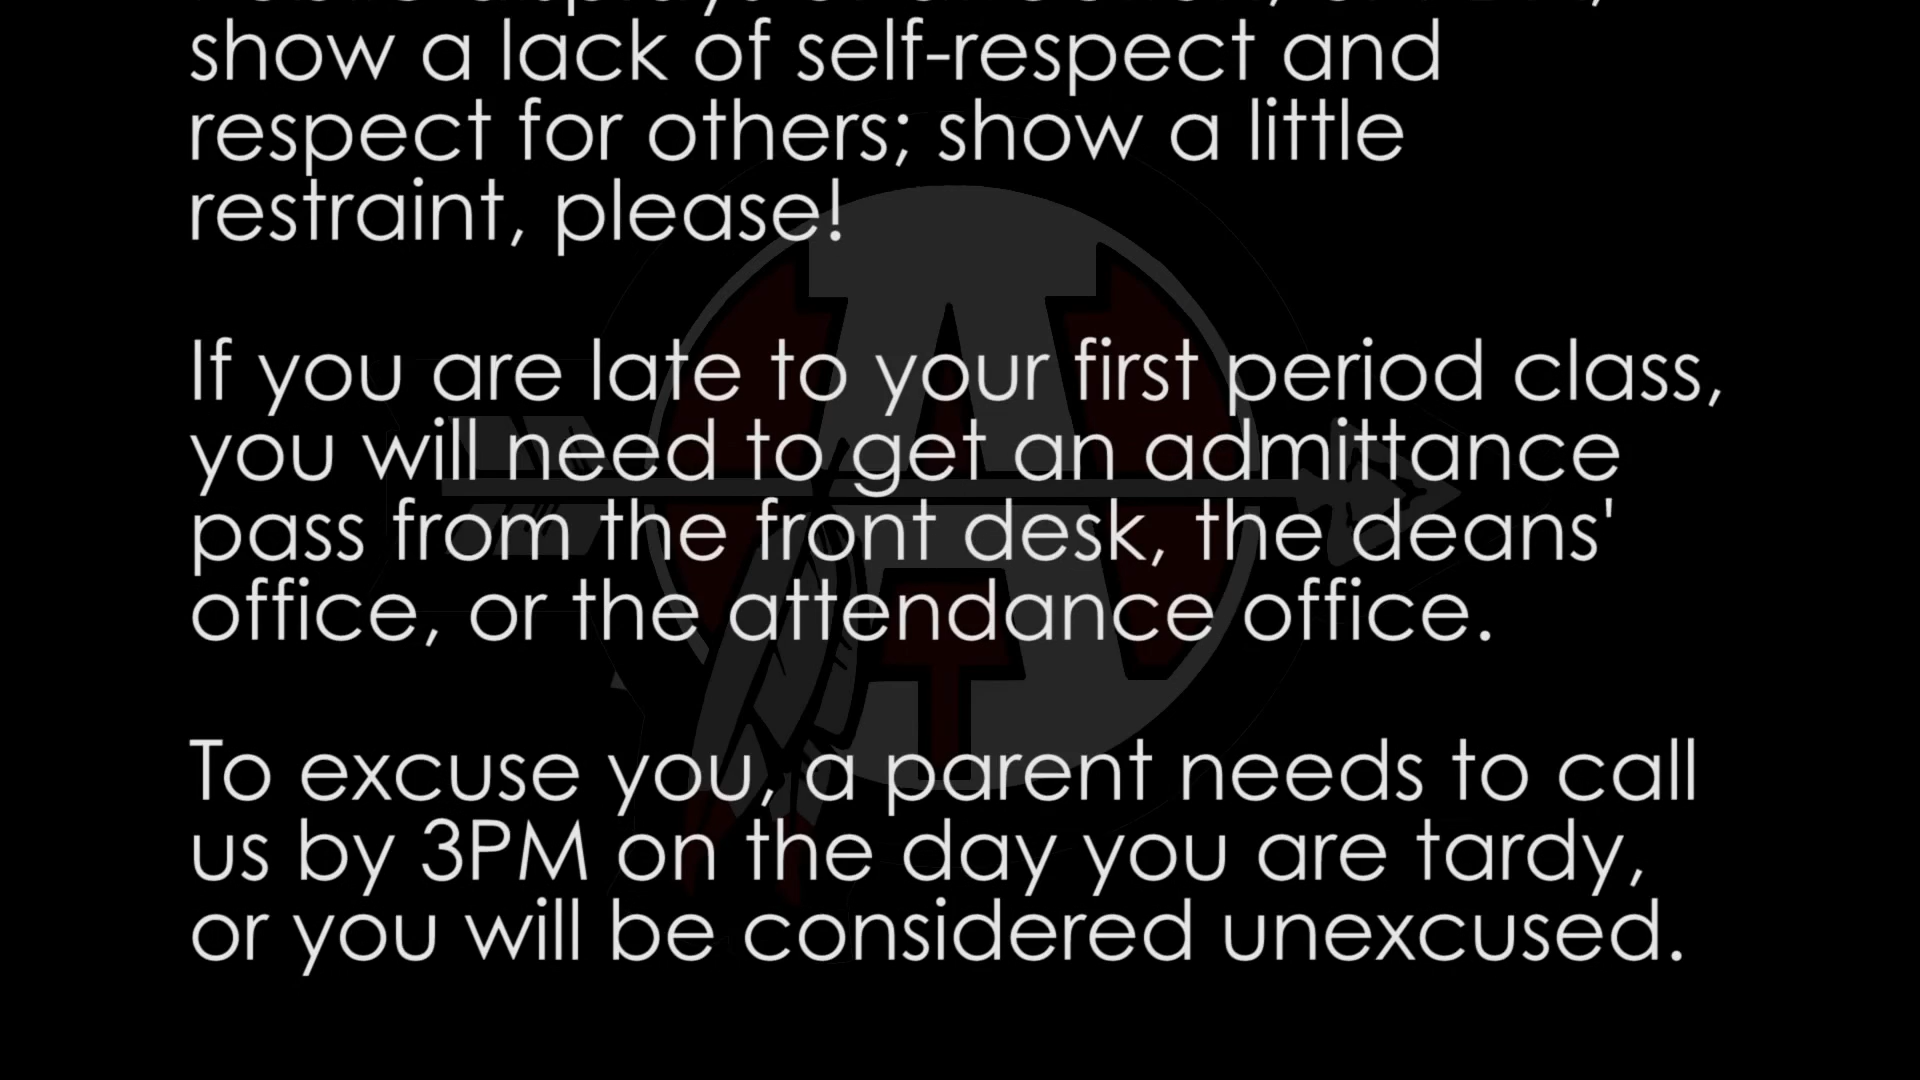 show a lack of self-respect and
respect for others; show a little
restraint, please!
If you are late to your first period class,
you will need to get an admittance
pass from the front desk, the deans'
office, or the attendance office.
To excuse you, a parent needs to call
us by 3PM on the day you are tardy,
or you will be considered unexcused.